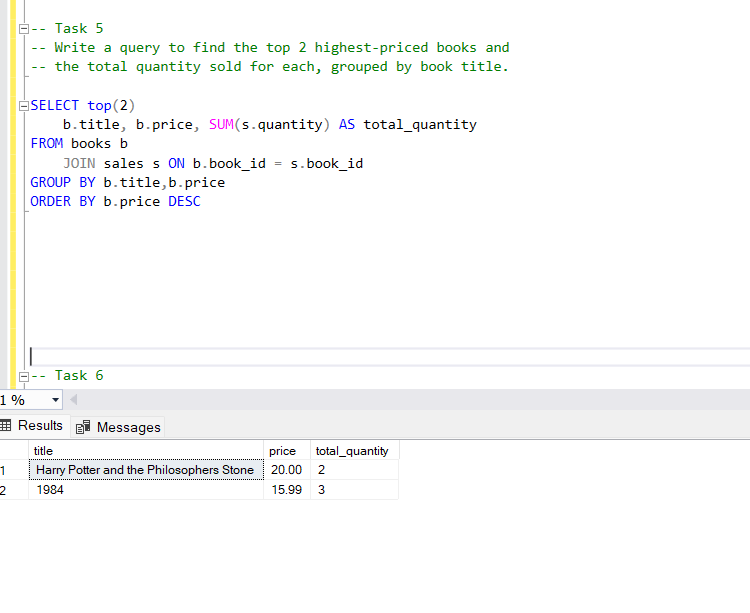 -- Task 5
-- Write a query to find the top 2 highest-priced books and
-- the total quantity sold for each, grouped by book title.
SELECT top(2)
b.title, b.price, SUM(s.quantity) AS total_quantity
FROM books b
JOIN sales s ON b.book_id = s.book_id
GROUP BY b.title,b.price
ORDER BY b.price DESC
-- Task 6
1 %
Results Messages
title price total_quantity
1 Harry Potter and the Philosophers Stone 20.00 2
2 1984 15.99 3